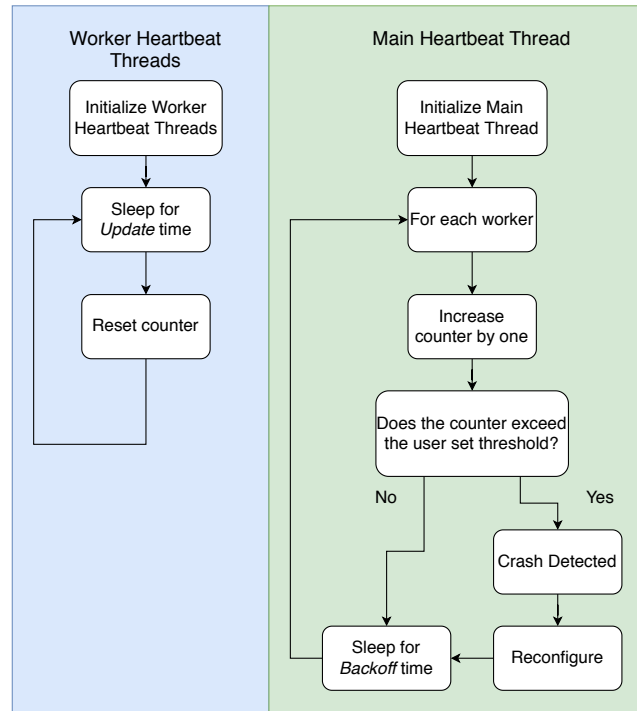 Worker Heartbeat
Threads
Initialize Worker
Heartbeat Threads
Sleep for
Update time
Reset counter
Main Heartbeat Thread
Initialize Main
Heartbeat Thread
For each worker
Increase
counter by one
Does the counter exceed
the user set threshold?
No
Yes
Crash Detected
Sleep for
Backoff time
Reconfigure